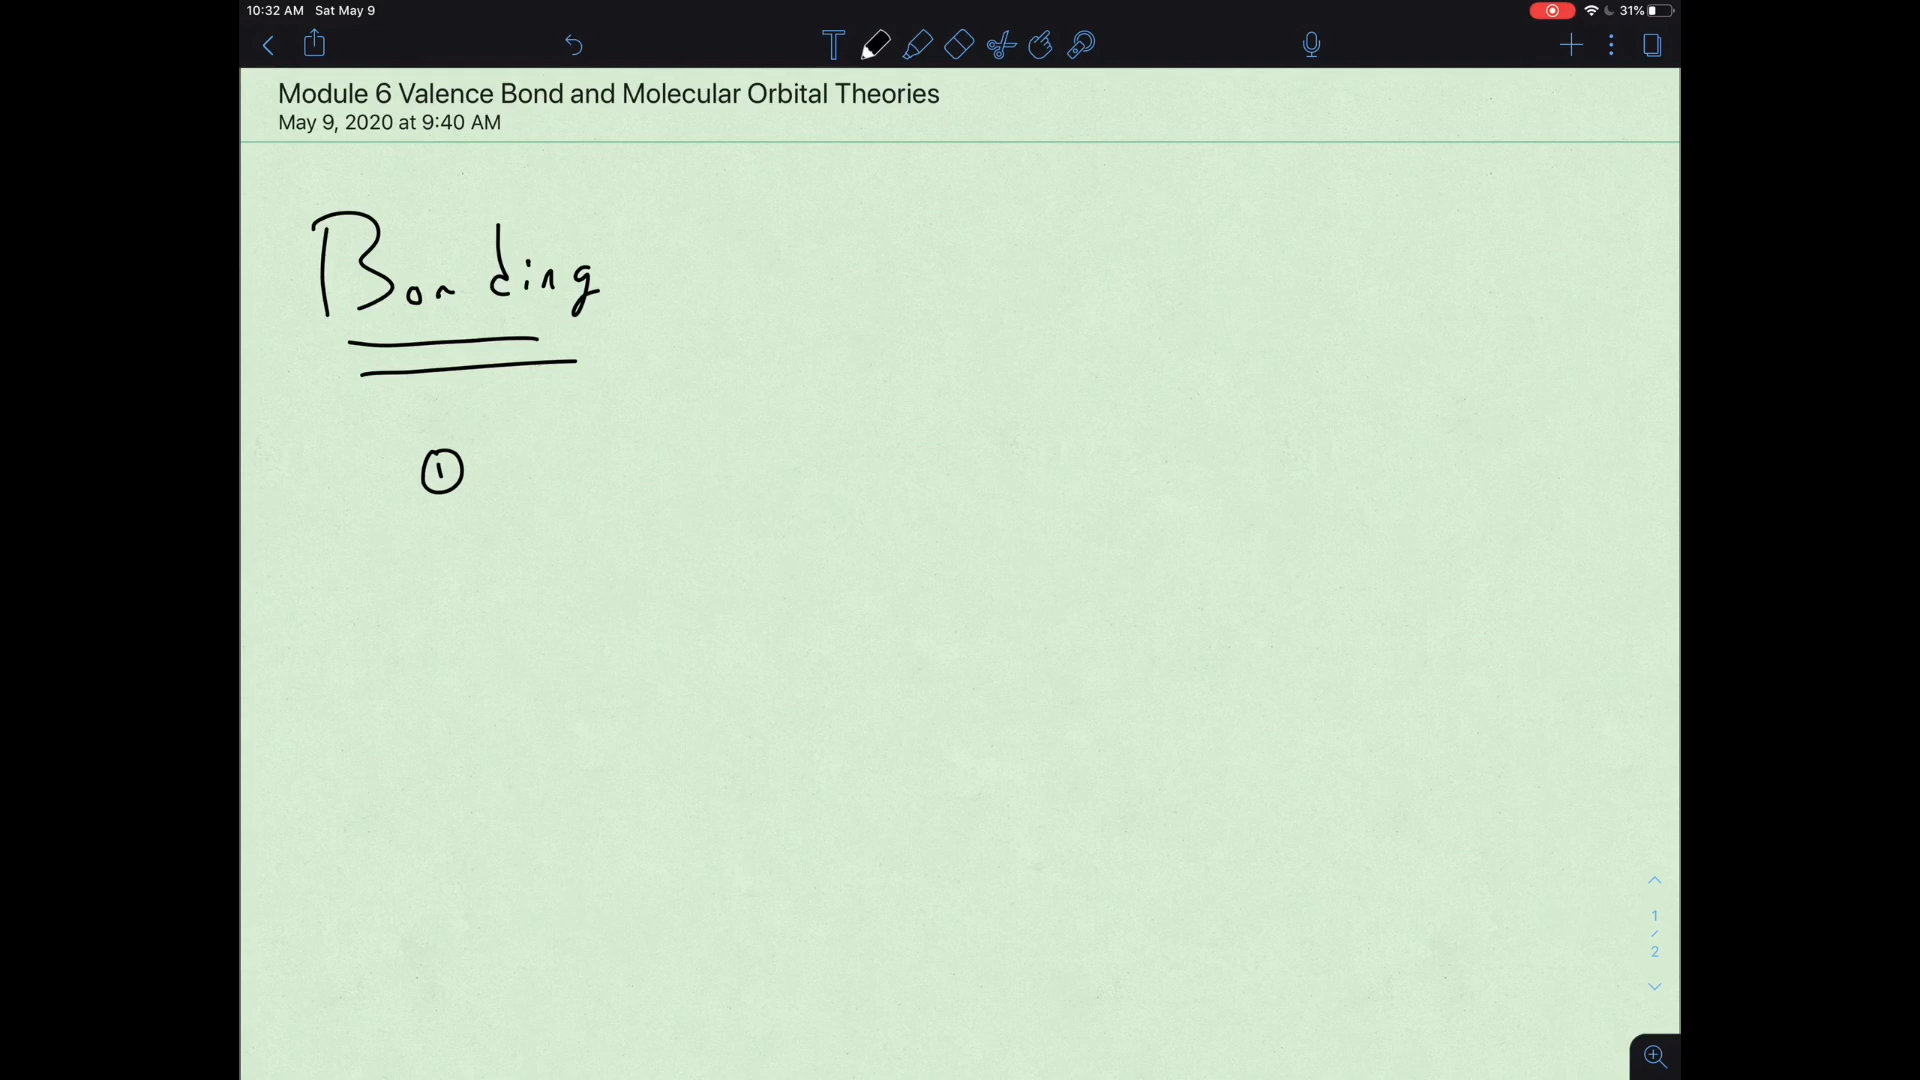 10:32 AM Sat May 9
31%
T
Module 6 Valence Bond and Molecular Orbital Theories
May 9, 2020 at 9:40 AM
Bonding
①
1
/
2